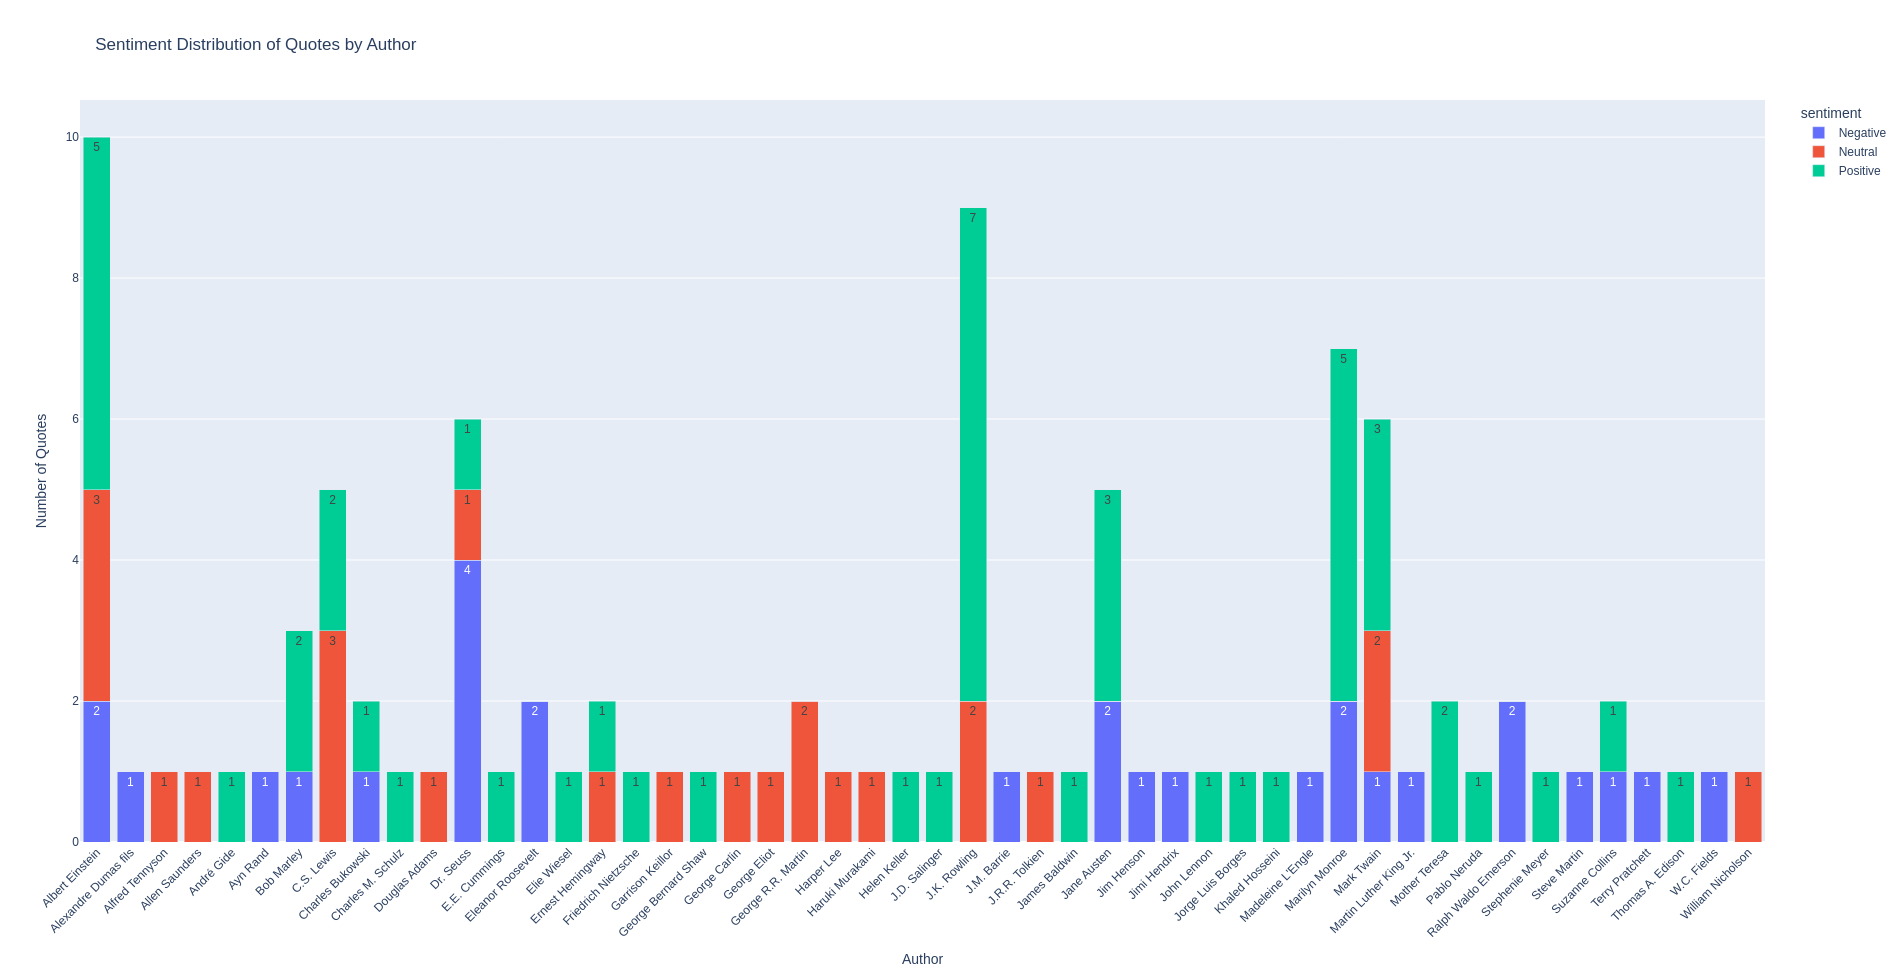 Sentiment Distribution of Quotes by Author
sentiment
Negative
Neutral
Positive
Number of Quotes
10
8
6
4
2
0
5
3
2
1
1
1
1
1
2
1
2
3
1
1
1
1
1
1
4
1
2
1
1
1
1
1
1
1
1
2
1
1
1
1
7
2
1
1
1
3
2
1
1
1
1
1
1
5
2
3
2
1
1
2
1
2
1
1
1
1
1
1
1
1
Albert Einstein
Alexandre Dumas fils
Alfred Tennyson
Allen Saunders
André Gide
Ayn Rand
Bob Marley
C.S. Lewis
Charles Bukowski
Charles M. Schulz
Douglas Adams
Dr. Seuss
E.E. Cummings
Eleanor Roosevelt
Elie Wiesel
Ernest Hemingway
Friedrich Nietzsche
Garrison Keillor
George Bernard Shaw
George Carlin
George Eliot
George R.R. Martin
Harper Lee
Haruki Murakami
Helen Keller
J.D. Salinger
J.K. Rowling
J.M. Barrie
J.R.R. Tolkien
James Baldwin
Jane Austen
Jim Henson
Jimi Hendrix
John Lennon
Jorge Luis Borges
Khaled Hosseini
Madeleine L'Engle
Marilyn Monroe
Mark Twain
Martin Luther King Jr.
Mother Teresa
Pablo Neruda
Ralph Waldo Emerson
Stephenie Meyer
Steve Martin
Suzanne Collins
Terry Pratchett
Thomas A. Edison
W.C. Fields
William Nicholson
Author